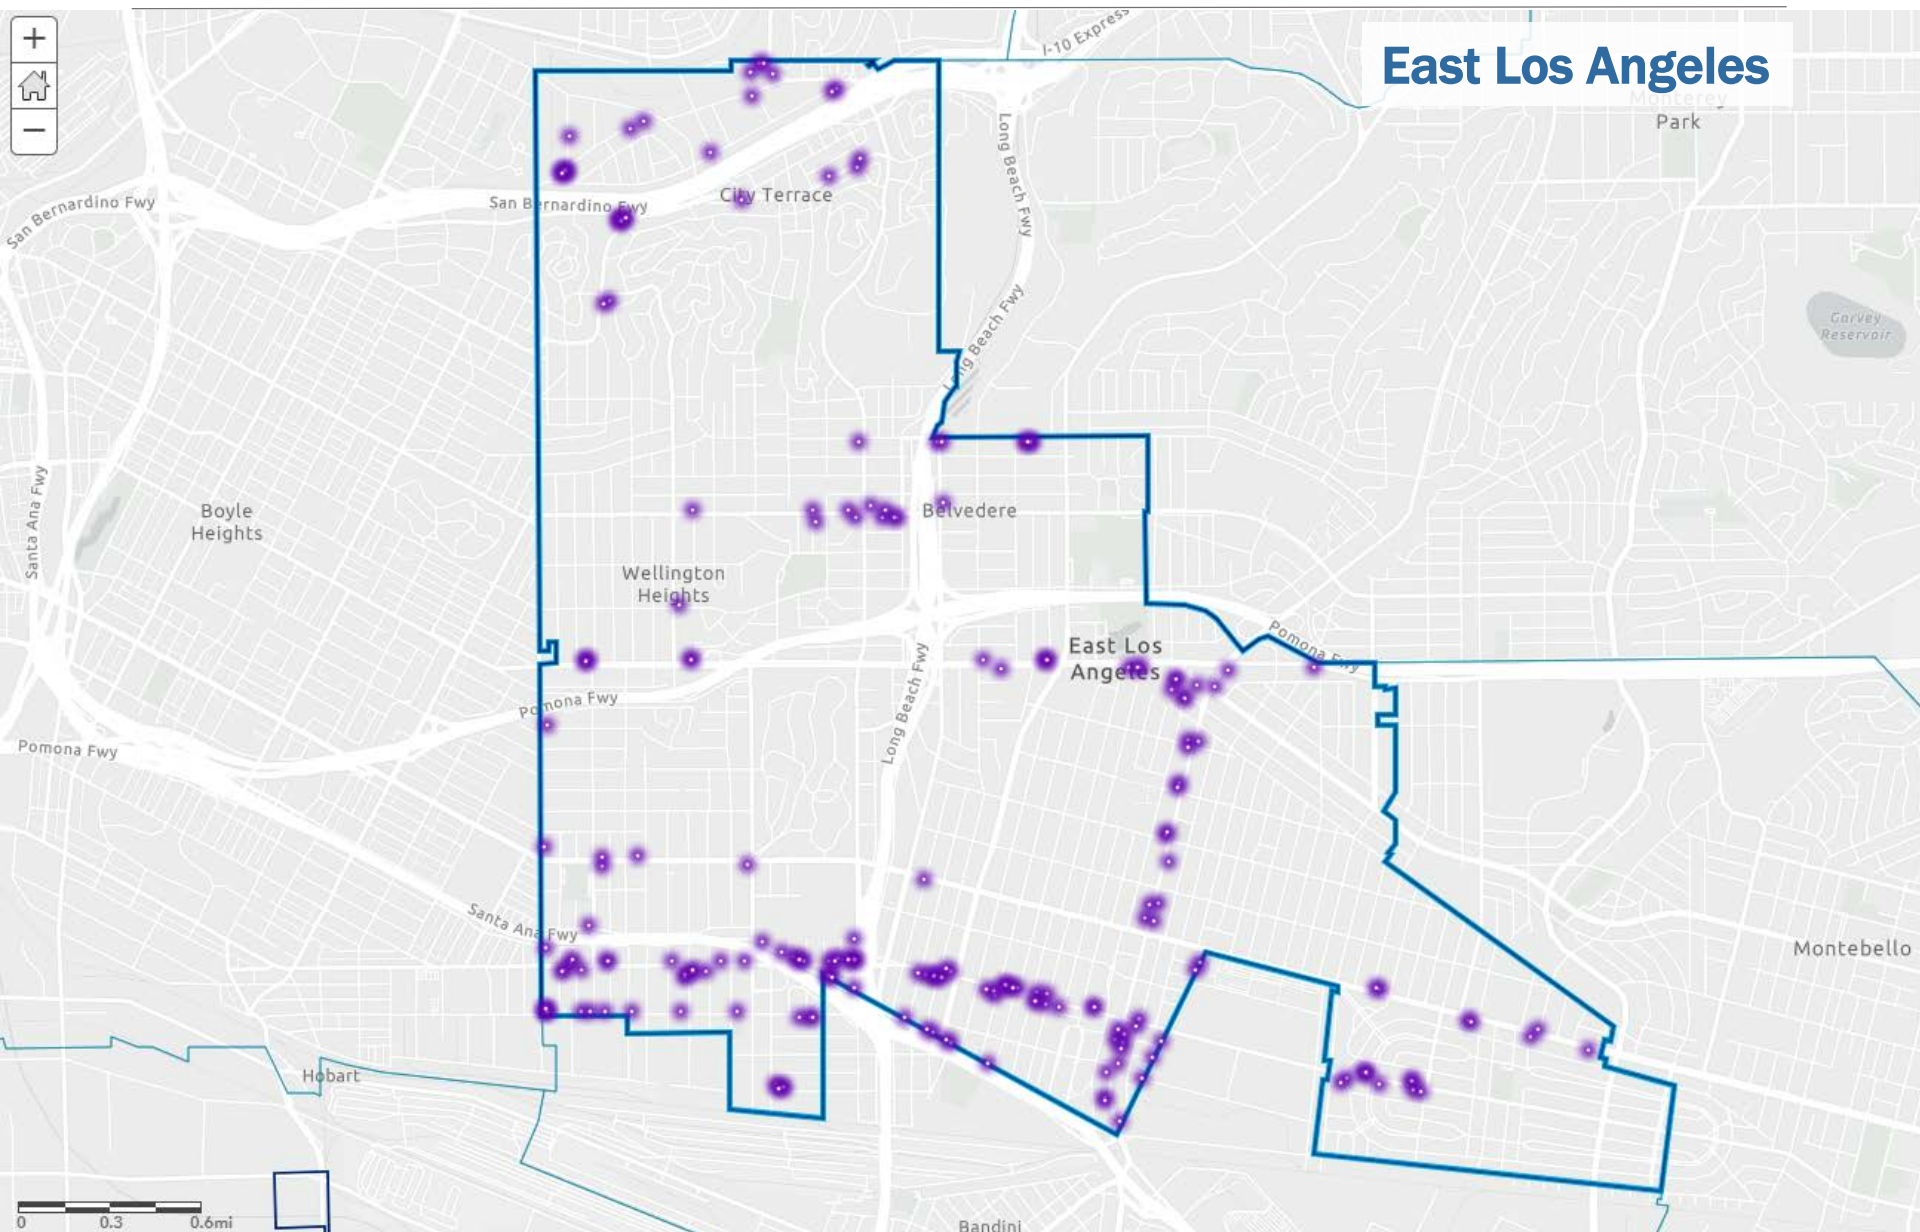 +
−
East Los Angeles
I-10 Express
Monterey
Park
San Bernardino Fwy
San Bernardino Fwy
City Terrace
Long Beach Fwy
Garvey
Reservoir
Long Beach Fwy
Santa Ana Fwy
Boyle
Heights
Belvedere
Wellington
Heights
East Los
Angeles
Pomona Fwy
Long Beach Fwy
Pomona Fwy
Pomona Fwy
Santa Ana Fwy
Montebello
Hobart
0 0.3 0.6mi
Bandini